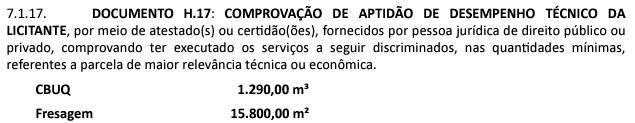 7.1.17. DOCUMENTO H.17: COMPROVAÇÃO DE APTIDÃO DE DESEMPENHO TÉCNICO DA
LICITANTE, por meio de atestado(s) ou certidão(ões), fornecidos por pessoa jurídica de direito público ou
privado, comprovando ter executado os serviços a seguir discriminados, nas quantidades mínimas,
referentes a parcela de maior relevância técnica ou econômica.
CBUQ 1.290,00 m³
Fresagem 15.800,00 m²